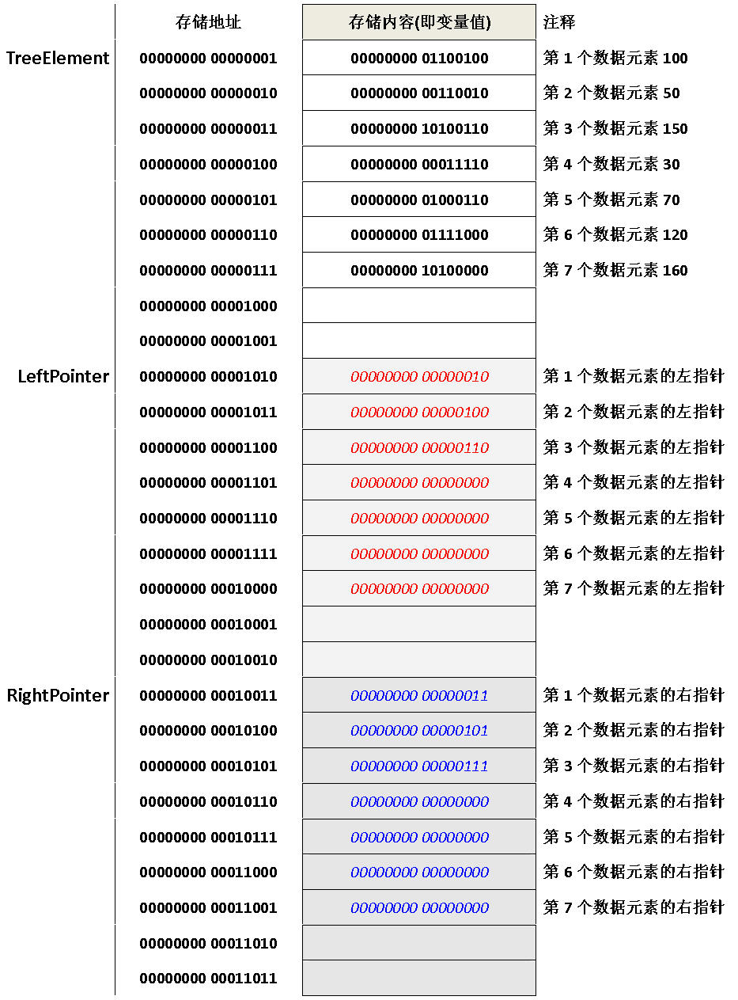 存储地址 存储内容(即变量值) 注释
TreeElement 00000000 00000001 00000000 01100100 第 1 个数据元素 100
00000000 00000010 00000000 00110010 第 2 个数据元素 50
00000000 00000011 00000000 10100110 第 3 个数据元素 150
00000000 00000100 00000000 00011110 第 4 个数据元素 30
00000000 00000101 00000000 01000110 第 5 个数据元素 70
00000000 00000110 00000000 01111000 第 6 个数据元素 120
00000000 00000111 00000000 10100000 第 7 个数据元素 160
00000000 00001000
00000000 00001001
LeftPointer 00000000 00001010 00000000 00000010 第 1 个数据元素的左指针
00000000 00001011 00000000 00000100 第 2 个数据元素的左指针
00000000 00001100 00000000 00000110 第 3 个数据元素的左指针
00000000 00001101 00000000 00000000 第 4 个数据元素的左指针
00000000 00001110 00000000 00000000 第 5 个数据元素的左指针
00000000 00001111 00000000 00000000 第 6 个数据元素的左指针
00000000 00010000 00000000 00000000 第 7 个数据元素的左指针
00000000 00010001
00000000 00010010
RightPointer 00000000 00010011 00000000 00000011 第 1 个数据元素的右指针
00000000 00010100 00000000 00000101 第 2 个数据元素的右指针
00000000 00010101 00000000 00000111 第 3 个数据元素的右指针
00000000 00010110 00000000 00000000 第 4 个数据元素的右指针
00000000 00010111 00000000 00000000 第 5 个数据元素的右指针
00000000 00011000 00000000 00000000 第 6 个数据元素的右指针
00000000 00011001 00000000 00000000 第 7 个数据元素的右指针
00000000 00011010
00000000 00011011